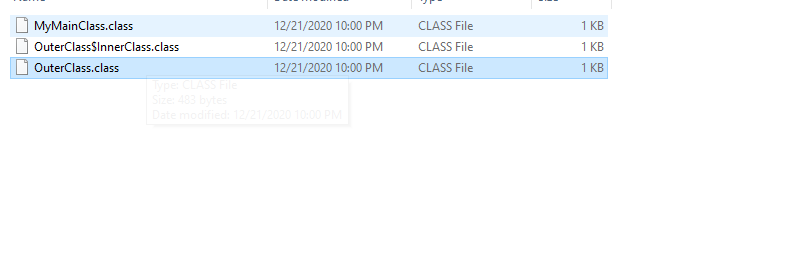 Name Date modified Type Size
MyMainClass.class 12/21/2020 10:00 PM CLASS File 1 KB
OuterClass$InnerClass.class 12/21/2020 10:00 PM CLASS File 1 KB
OuterClass.class 12/21/2020 10:00 PM CLASS File 1 KB
Type: CLASS File
Size: 483 bytes
Date modified: 12/21/2020 10:00 PM